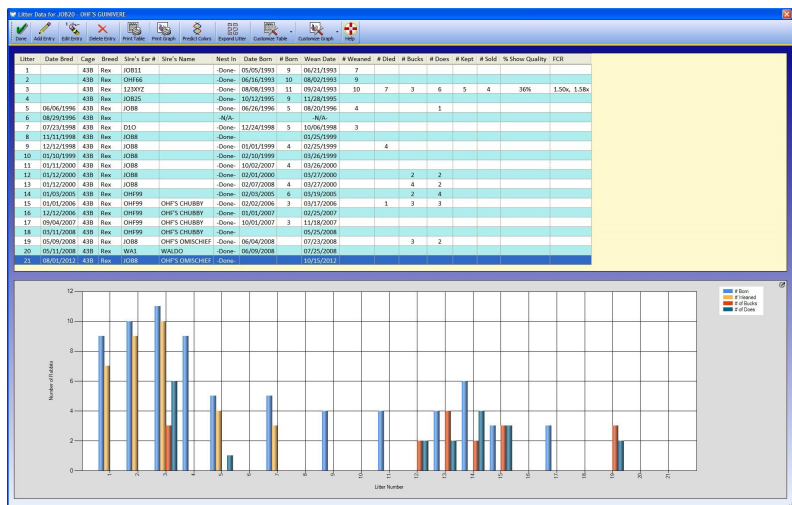 Litter Data for JOB20 - OHF'S GUINIVERE
Done Add Entry Edit Entry Delete Entry Print Table Print Graph Predict Colors Expand Litter Customize Table Customize Graph Help
Litter Date Bred Cage Breed Sire's Ear # Sire's Name Nest In Date Born # Born Wean Date # Weaned # Died # Bucks # Does # Kept # Sold % Show Quality FCR
1 43B Rex JOB11 -Done- 05/05/1993 9 06/21/1993 7
2 43B Rex OHF66 -Done- 06/16/1993 10 08/02/1993 9
3 43B Rex 123XYZ -Done- 08/08/1993 11 09/24/1993 10 7 3 6 5 4 36% 1.50x, 1.58x
4 43B Rex JOB25 -Done- 10/12/1995 9 11/28/1995
5 06/06/1996 43B Rex JOB8 -Done- 06/26/1996 5 08/20/1996 4 1
6 08/29/1996 43B Rex -N/A- -N/A-
7 07/23/1998 43B Rex D1O -Done- 12/24/1998 5 10/06/1998 3
8 11/11/1998 43B Rex JOB8 -Done- 01/25/1999
9 12/12/1998 43B Rex JOB8 -Done- 01/01/1999 4 02/25/1999 4
10 01/10/1999 43B Rex JOB8 -Done- 02/10/1999 03/26/1999
11 01/11/2000 43B Rex JOB8 -Done- 10/02/2007 4 03/26/2000
12 01/12/2000 43B Rex JOB8 -Done- 01/01/2000 03/27/2000 2 2
13 01/12/2000 43B Rex JOB8 -Done- 02/07/2008 4 03/27/2000 4 2
14 01/03/2005 43B Rex OHF99 -Done- 02/03/2005 6 03/19/2005 2 4
15 01/01/2006 43B Rex OHF99 OHF'S CHUBBY -Done- 02/02/2006 3 03/17/2006 1 3 3
16 12/12/2006 43B Rex OHF99 OHF'S CHUBBY -Done- 01/01/2007 02/25/2007
17 09/04/2007 43B Rex OHF99 OHF'S CHUBBY -Done- 10/01/2007 3 11/18/2007
18 03/11/2008 43B Rex OHF99 OHF'S CHUBBY -Done- 05/25/2008
19 05/09/2008 43B Rex JOB8 OHF'S OMISCHIEF -Done- 06/04/2008 07/23/2008 3 2
20 05/11/2008 43B Rex WA1 WALDO -Done- 06/09/2008 07/25/2008
21 08/01/2012 43B Rex JOB8 OHF'S OMISCHIEF -Done- 10/15/2012
# Born
# Weaned
# of Bucks
# of Does
12
10
8
6
4
2
0
Number of Rabbits
1 2 3 4 5 6 7 8 9 10 11 12 13 14 15 16 17 18 19 20 21
Litter Number